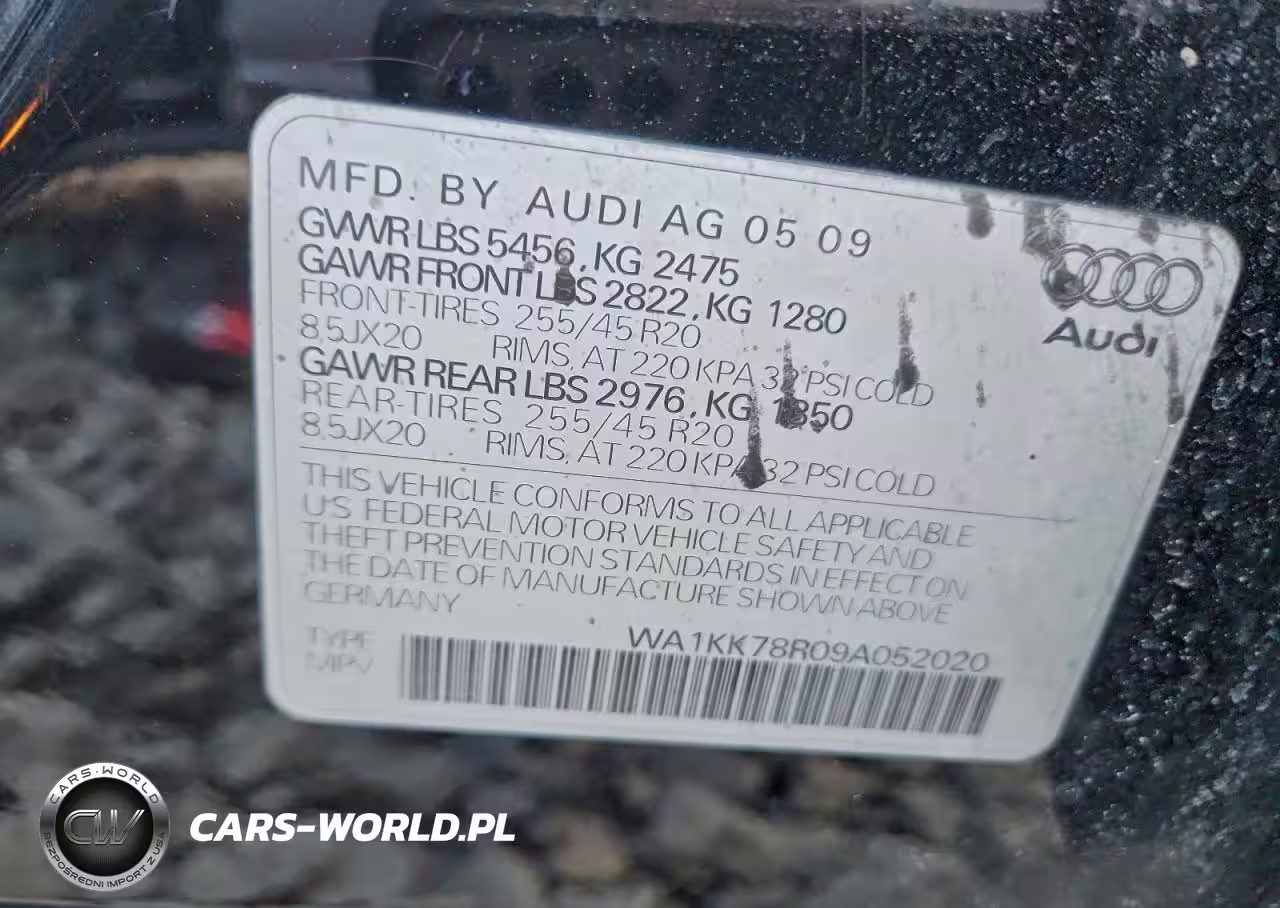 MFD. BY AUDI AG 05 09
GVWR LBS 5456, KG 2475
GAWR FRONT LBS 2822, KG 1280
FRONT-TIRES 255/45 R20
8,5JX20 RIMS, AT 220 KPA 32 PSI COLD
GAWR REAR LBS 2976, KG 1350
REAR-TIRES 255/45 R20
8,5JX20 RIMS, AT 220 KPA 32 PSI COLD
Audi
THIS VEHICLE CONFORMS TO ALL APPLICABLE
U.S. FEDERAL MOTOR VEHICLE SAFETY AND
THEFT PREVENTION STANDARDS IN EFFECT ON
THE DATE OF MANUFACTURE SHOWN ABOVE
GERMANY
WA1KK78R09A052020
TYPE
MPV
CARS-WORLD
CW
BEZPOŚREDNI IMPORT Z USA
CARS-WORLD.PL